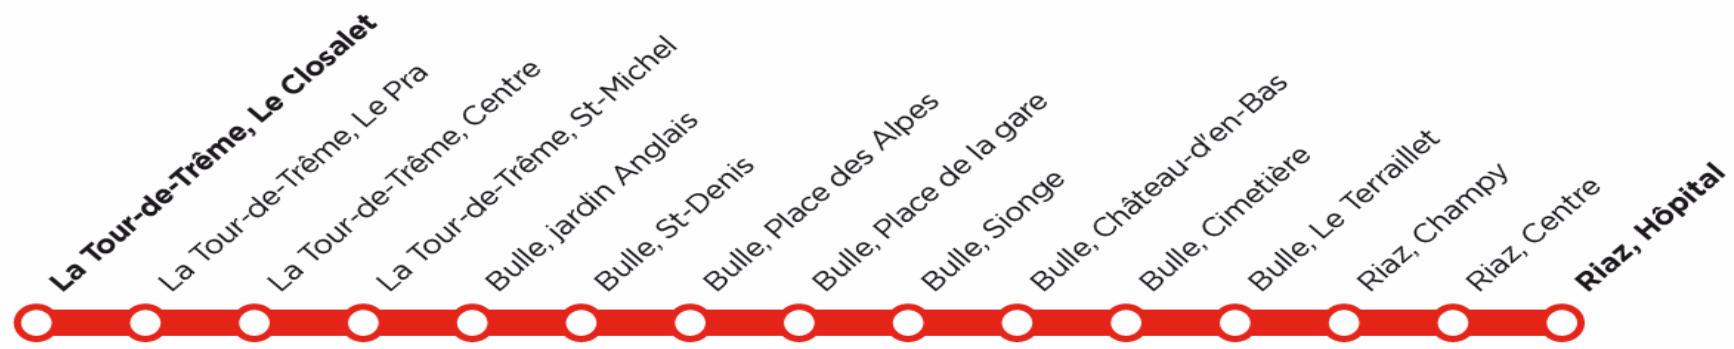 La Tour-de-Trême, Le Closalet
La Tour-de-Trême, Le Pra
La Tour-de-Trême, Centre
La Tour-de-Trême, St-Michel
Bulle, jardin Anglais
Bulle, St-Denis
Bulle, Place des Alpes
Bulle, Place de la gare
Bulle, Sionge
Bulle, Château-d'en-Bas
Bulle, Cimetière
Bulle, Le Terraillet
Riaz, Champy
Riaz, Centre
Riaz, Hôpital